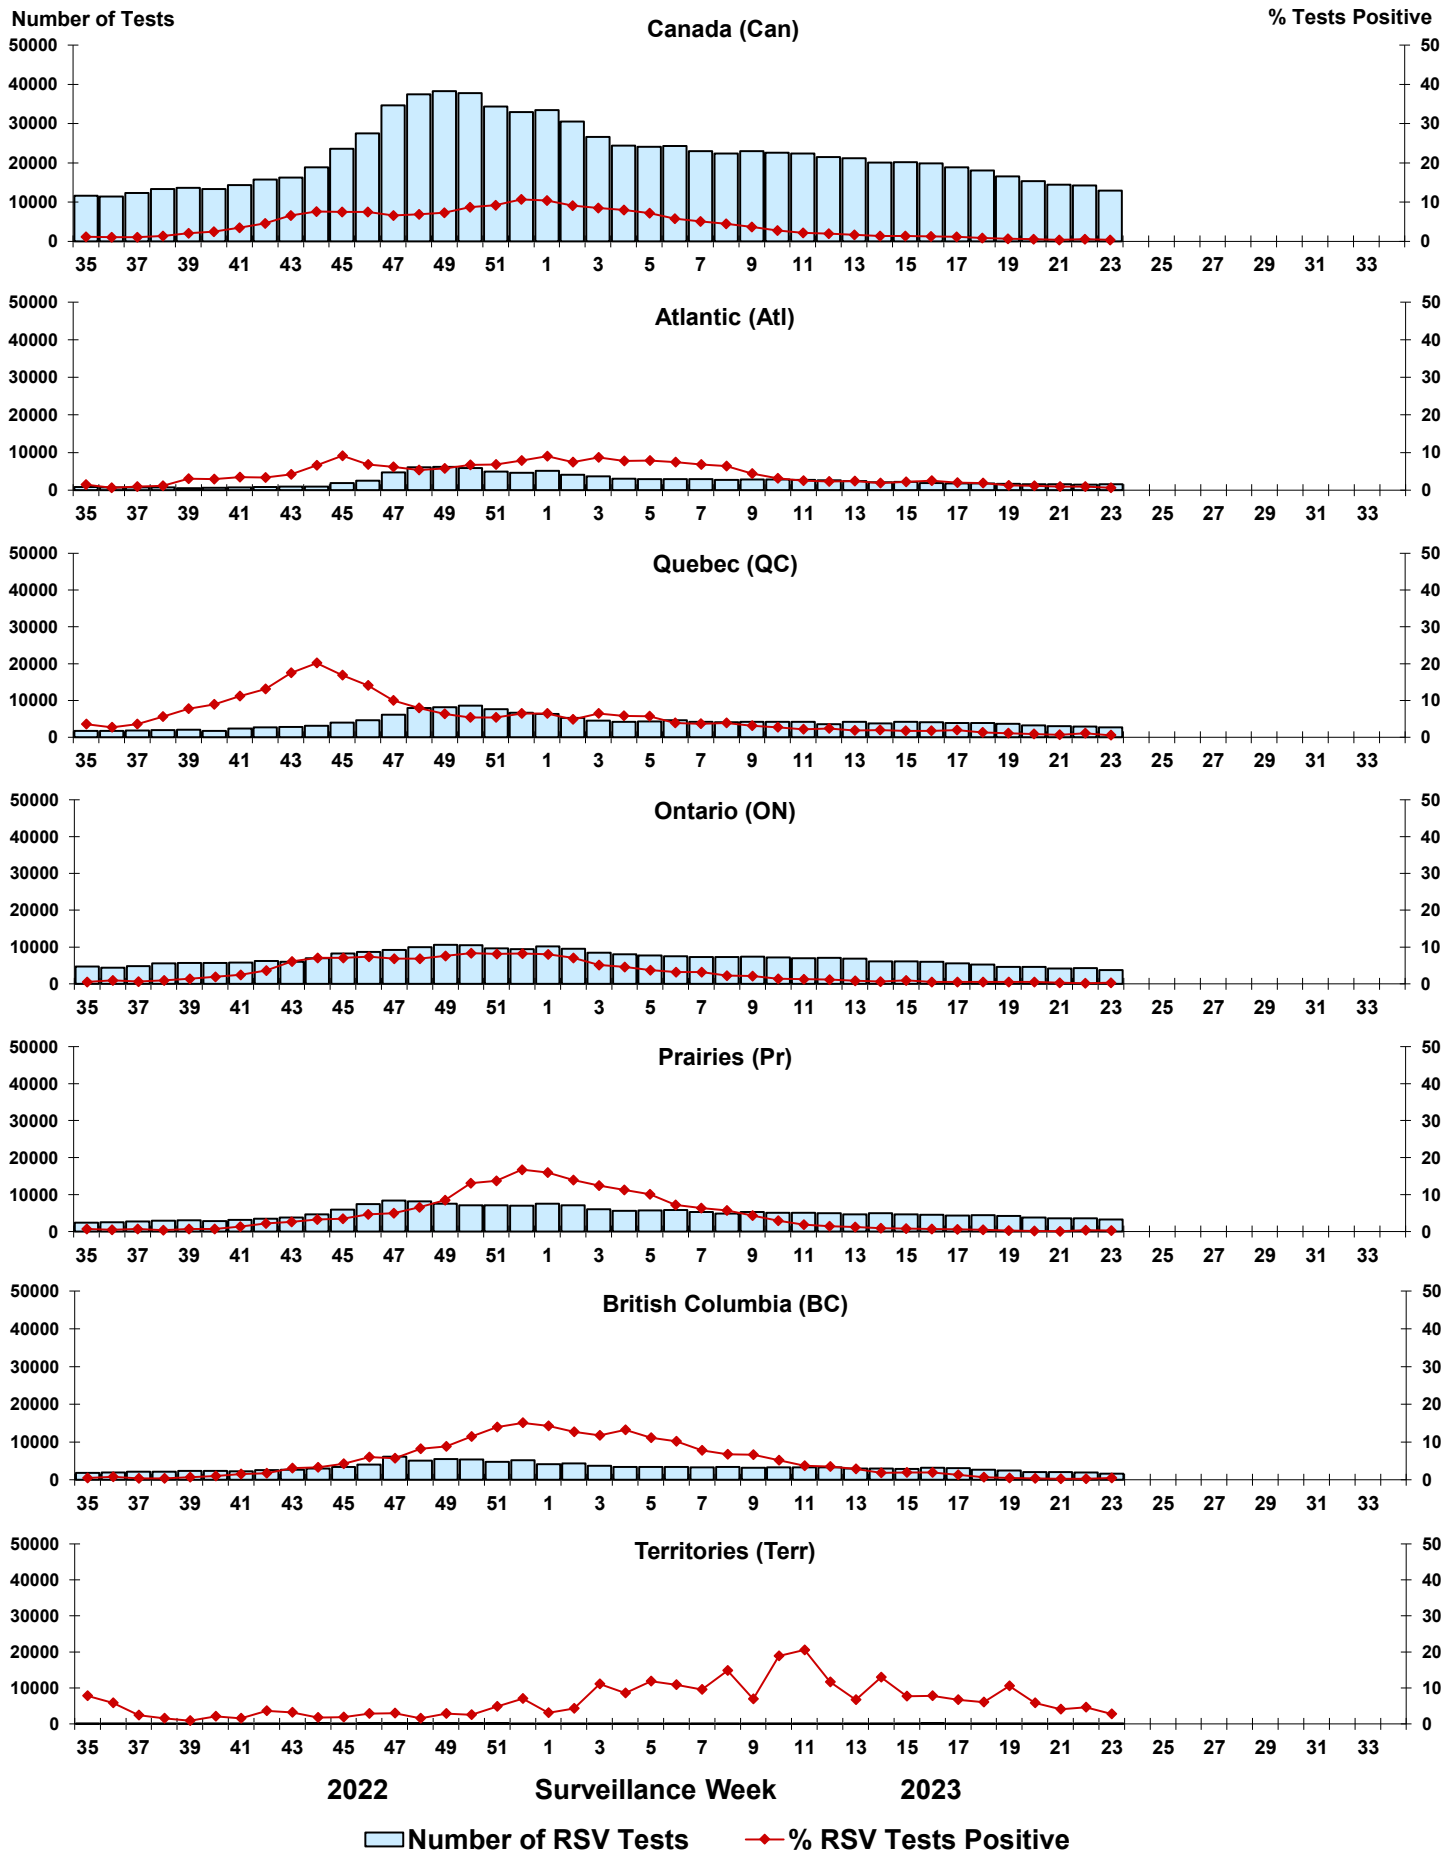 Number of Tests % Tests Positive
Canada (Can)
50000 50
40000 40
30000 30
20000 20
10000 10
0 0
35 37 39 41 43 45 47 49 51 1 3 5 7 9 11 13 15 17 19 21 23 25 27 29 31 33
Atlantic (Atl)
50000 50
40000 40
30000 30
20000 20
10000 10
0 0
35 37 39 41 43 45 47 49 51 1 3 5 7 9 11 13 15 17 19 21 23 25 27 29 31 33
Quebec (QC)
50000 50
40000 40
30000 30
20000 20
10000 10
0 0
35 37 39 41 43 45 47 49 51 1 3 5 7 9 11 13 15 17 19 21 23 25 27 29 31 33
Ontario (ON)
50000 50
40000 40
30000 30
20000 20
10000 10
0 0
35 37 39 41 43 45 47 49 51 1 3 5 7 9 11 13 15 17 19 21 23 25 27 29 31 33
Prairies (Pr)
50000 50
40000 40
30000 30
20000 20
10000 10
0 0
35 37 39 41 43 45 47 49 51 1 3 5 7 9 11 13 15 17 19 21 23 25 27 29 31 33
British Columbia (BC)
50000 50
40000 40
30000 30
20000 20
10000 10
0 0
35 37 39 41 43 45 47 49 51 1 3 5 7 9 11 13 15 17 19 21 23 25 27 29 31 33
Territories (Terr)
50000 50
40000 40
30000 30
20000 20
10000 10
0 0
35 37 39 41 43 45 47 49 51 1 3 5 7 9 11 13 15 17 19 21 23 25 27 29 31 33
2022 Surveillance Week 2023
Number of RSV Tests % RSV Tests Positive